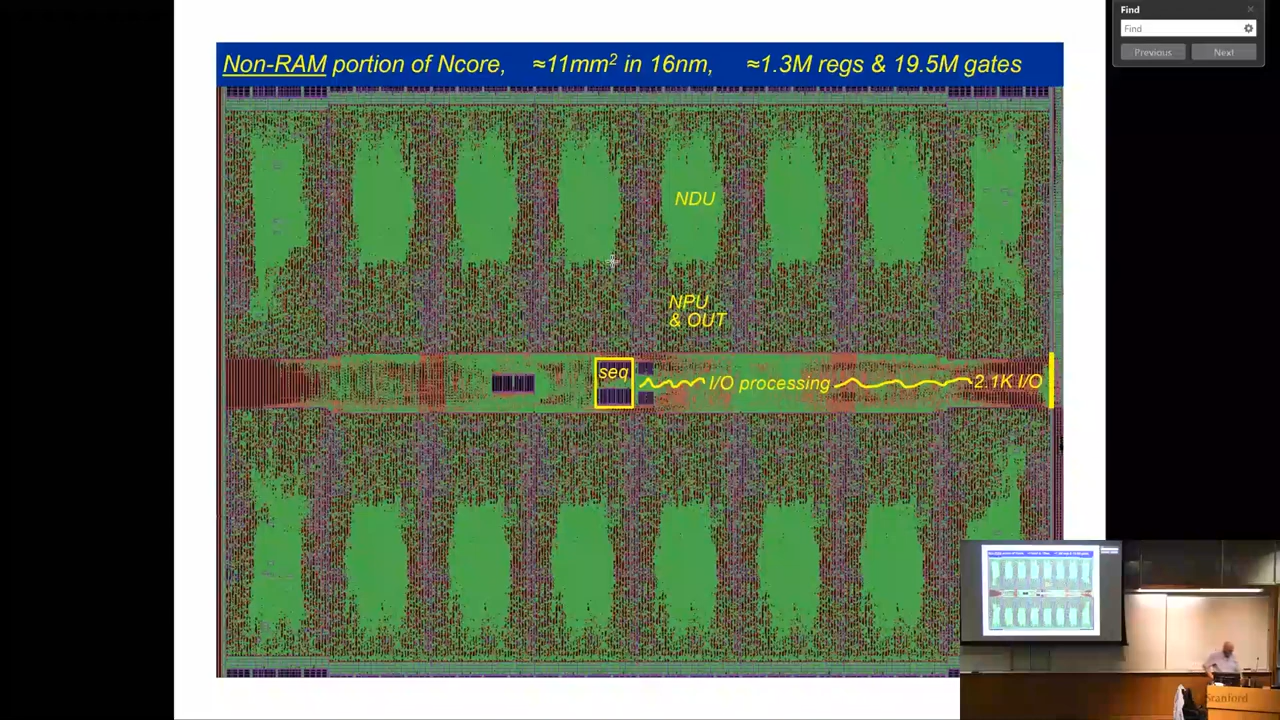 Find
Find
Previous
Next
Non-RAM portion of Ncore, ≈11mm² in 16nm, ≈1.3M regs & 19.5M gates
NDU
NPU
& OUT
seq
I/O processing
2.1K I/O
Stanford